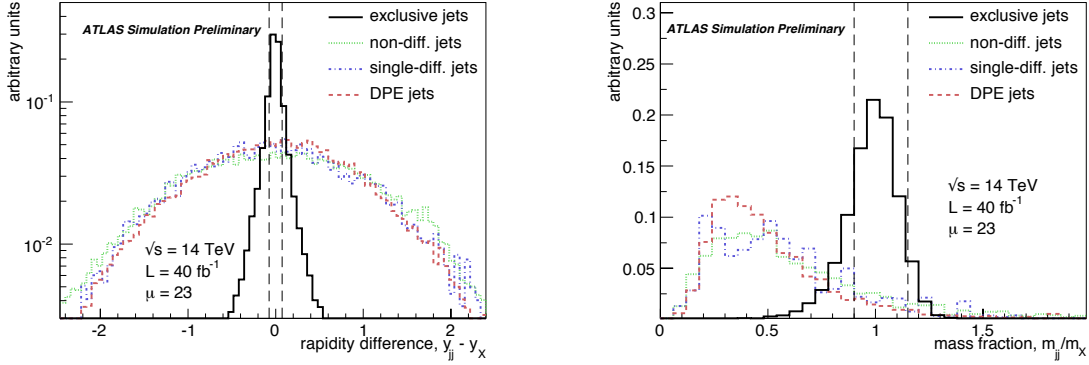 arbitrary units
10⁻¹
10⁻²
ATLAS Simulation Preliminary
exclusive jets
non-diff. jets
single-diff. jets
DPE jets
√s = 14 TeV
L = 40 fb⁻¹
μ = 23
-2 -1 0 1 2
rapidity difference, y_jj - y_X
arbitrary units
0.3
0.25
0.2
0.15
0.1
0.05
ATLAS Simulation Preliminary
exclusive jets
non-diff. jets
single-diff. jets
DPE jets
√s = 14 TeV
L = 40 fb⁻¹
μ = 23
0 0.5 1 1.5
mass fraction, m_jj/m_X